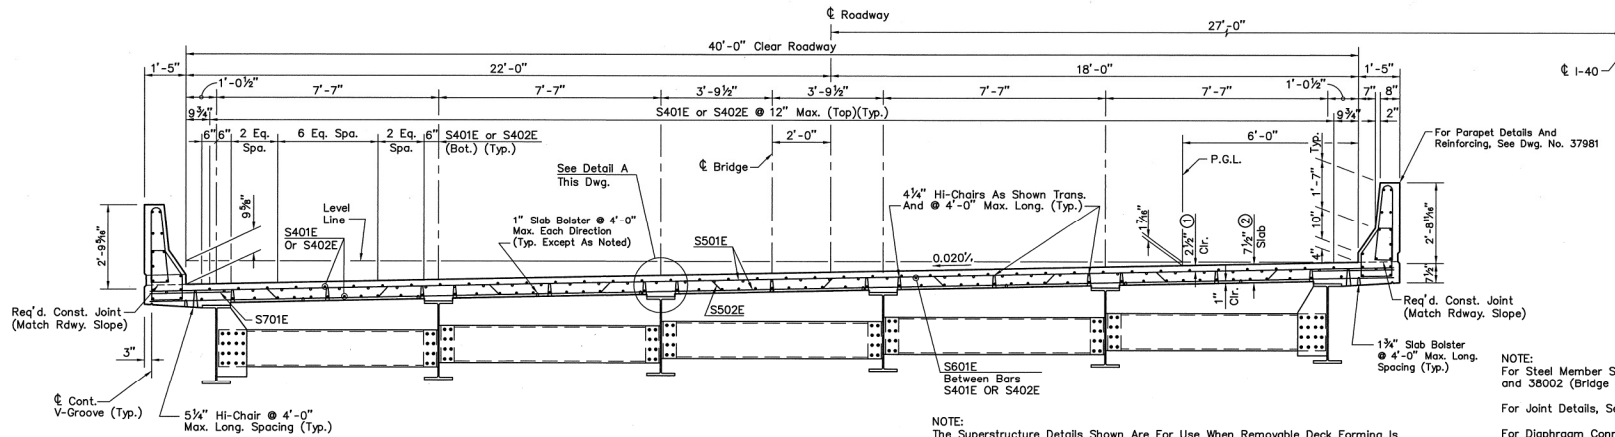 ℄ Roadway
27'-0"
40'-0" Clear Roadway
℄ I-40
1'-5"
22'-0"
18'-0"
1'-5"
1'-0½"
7'-7"
7'-7"
3'-9½"
3'-9½"
7'-7"
7'-7"
1'-0½"
7"
8"
9¾"
S401E or S402E @ 12" Max. (Top)(Typ.)
9¾"
2"
6"
6"
2 Eq.
Spa.
6 Eq. Spa.
2 Eq.
Spa.
6"
S401E or S402E
(Bot.) (Typ.)
2'-0"
6'-0"
℄ Bridge
P.G.L.
Typ.
For Parapet Details And
Reinforcing, See Dwg. No. 37981
See Detail A
This Dwg.
4¼" Hi-Chairs As Shown Trans.
And @ 4'-0" Max. Long. (Typ.)
1'-7"
10"
4"
2'-9⁵⁄₁₆"
9⅝"
Level
Line
S401E
Or S402E
1" Slab Bolster @ 4'-0"
Max. Each Direction
(Typ. Except As Noted)
S501E
1⁷⁄₁₆"
2½" ①
Clr.
7½" ②
Slab
2'-8¹¹⁄₁₆"
7½"
0.020'/'
1"
Clr.
Req'd. Const. Joint
(Match Rdwy. Slope)
S701E
S502E
Req'd. Const. Joint
(Match Rdway. Slope)
3"
℄ Cont.
V-Groove (Typ.)
5¼" Hi-Chair @ 4'-0"
Max. Long. Spacing (Typ.)
S601E
Between Bars
S401E OR S402E
1¾" Slab Bolster
@ 4'-0" Max. Long.
Spacing (Typ.)
NOTE:
For Steel Member S
and 38002 (Bridge
For Joint Details, Se
For Diaphragm Conn
NOTE:
The Superstructure Details Shown Are For Use When Removable Deck Forming Is